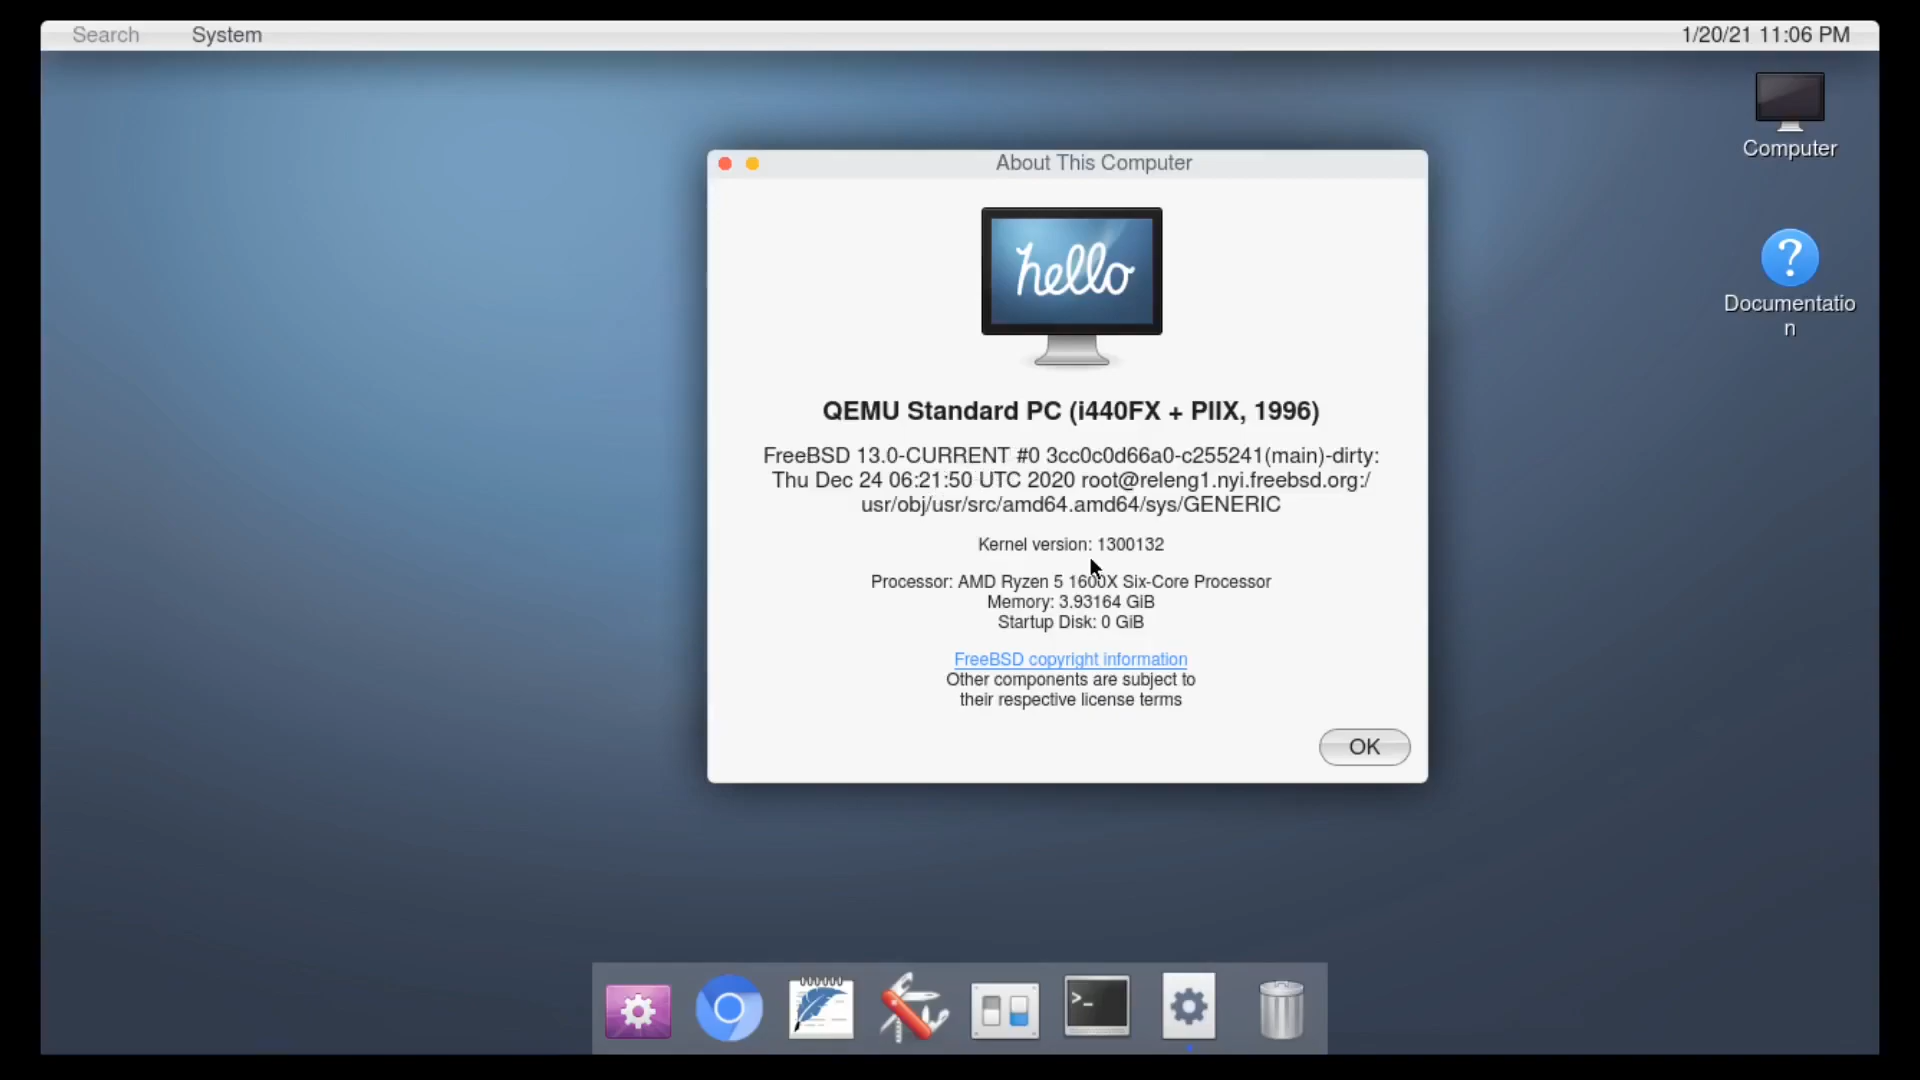 Search System 1/20/21 11:06 PM
Computer
Documentatio
n
About This Computer
hello
QEMU Standard PC (i440FX + PIIX, 1996)
FreeBSD 13.0-CURRENT #0 3cc0c0d66a0-c255241(main)-dirty:
Thu Dec 24 06:21:50 UTC 2020 root@releng1.nyi.freebsd.org:/
usr/obj/usr/src/amd64.amd64/sys/GENERIC
Kernel version: 1300132
Processor: AMD Ryzen 5 1600X Six-Core Processor
Memory: 3.93164 GiB
Startup Disk: 0 GiB
FreeBSD copyright information
Other components are subject to
their respective license terms
OK
>_